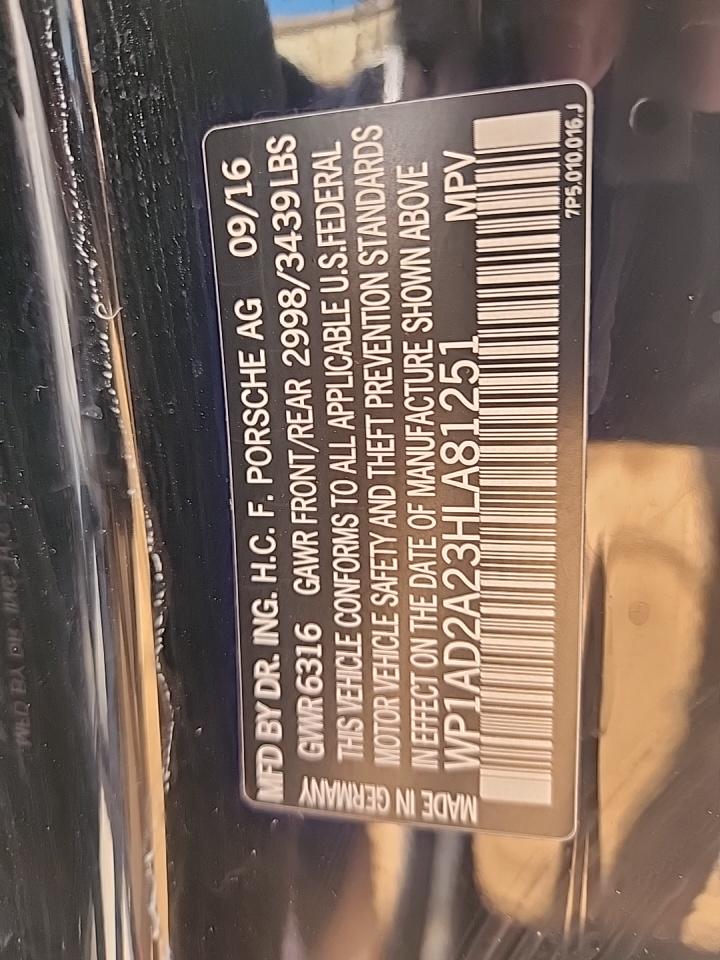 MFD BY DR. ING. H.C. F. PORSCHE AG 09/16
GVWR 6316 GAWR FRONT/REAR 2998/3439 LBS
THIS VEHICLE CONFORMS TO ALL APPLICABLE U.S.FEDERAL
MOTOR VEHICLE SAFETY AND THEFT PREVENTION STANDARDS
IN EFFECT ON THE DATE OF MANUFACTURE SHOWN ABOVE
WP1AD2A23HLA81251 MPV
MADE IN GERMANY
7P5.010.016.J